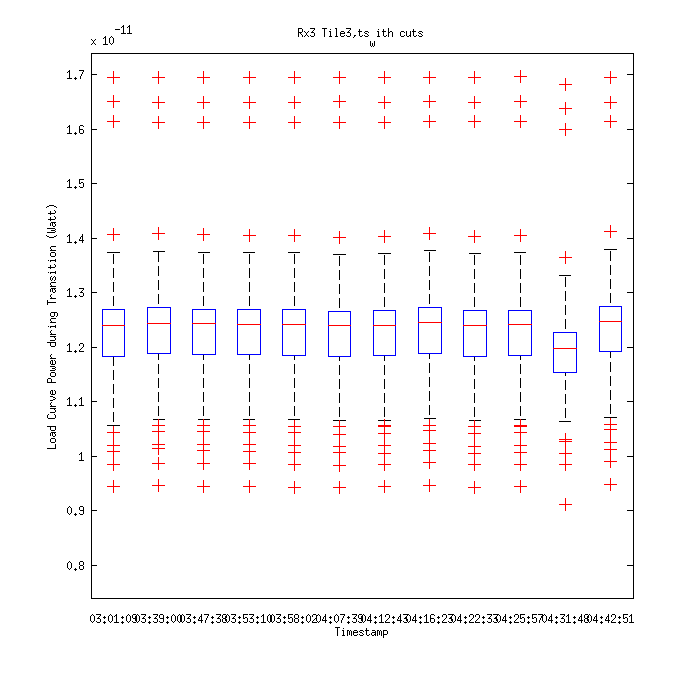 Rx3 Tile3,ts ith cuts
w
x 10-11
1.7
1.6
1.5
1.4
1.3
1.2
1.1
1
0.9
0.8
Load Curve Power during Transition (Watt)
03:01:09 03:39:00 03:47:38 03:53:10 03:58:02 04:07:39 04:12:43 04:16:23 04:22:33 04:25:57 04:31:48 04:42:51
Timestamp